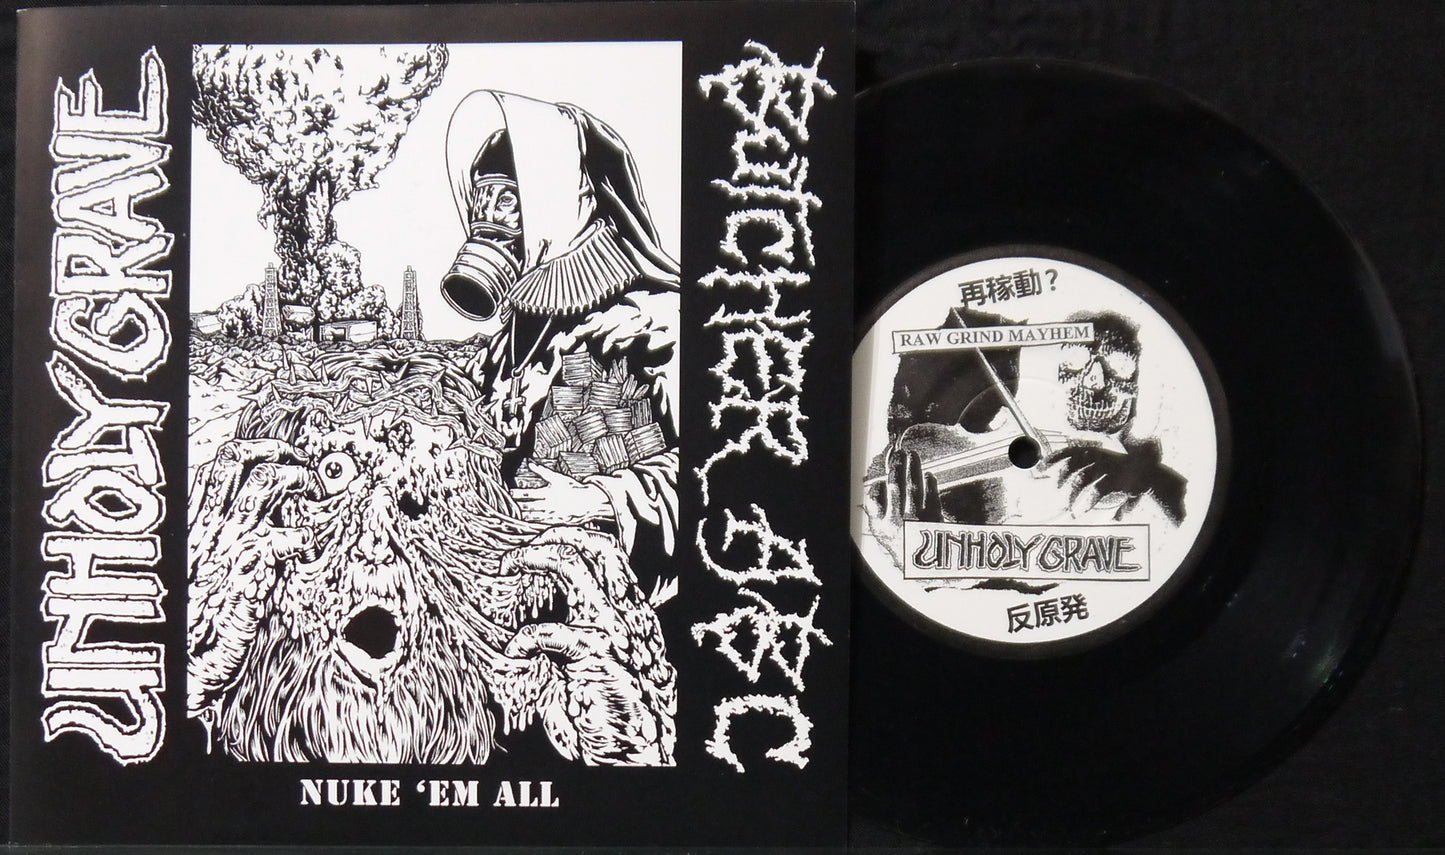 UNHOLY GRAVE
BUTCHER ABC
NUKE ‘EM ALL
再稼動？
RAW GRIND MAYHEM
UNHOLY GRAVE
反原発